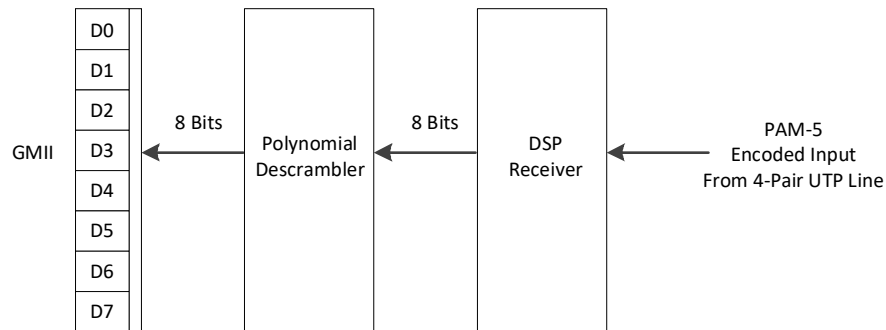 GMII
D0
D1
D2
D3
D4
D5
D6
D7
8 Bits
Polynomial
Descrambler
8 Bits
DSP
Receiver
PAM-5
Encoded Input
From 4-Pair UTP Line